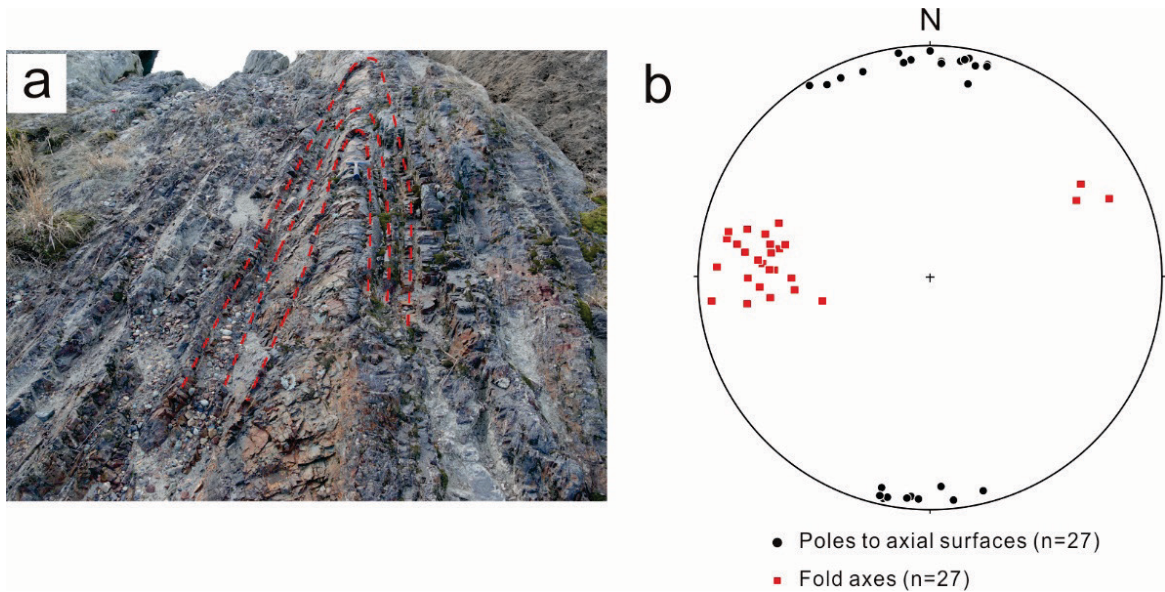 a
b
N
Poles to axial surfaces (n=27)
Fold axes (n=27)